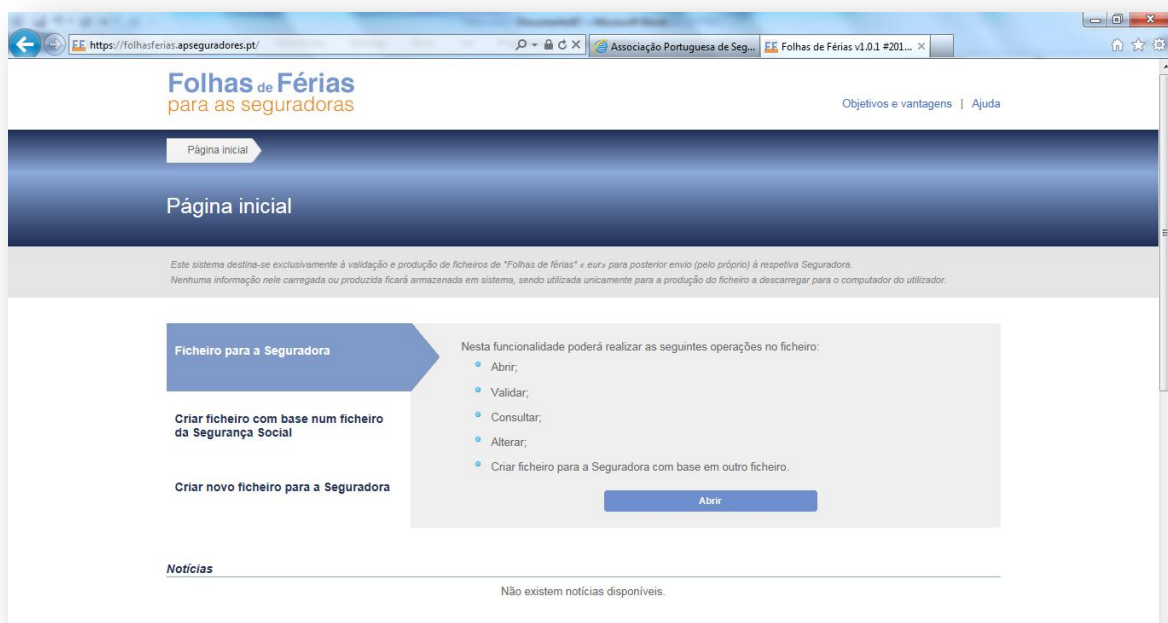 https://folhasferias.apseguradores.pt/
Associação Portuguesa de Seg...
FF Folhas de Férias v1.0.1 #201...
Folhas de Férias
para as seguradoras
Objetivos e vantagens | Ajuda
Página inicial
Página inicial
Este sistema destina-se exclusivamente à validação e produção de ficheiros de "Folhas de férias" «.eur» para posterior envio (pelo próprio) à respetiva Seguradora.
Nenhuma informação nele carregada ou produzida ficará armazenada em sistema, sendo utilizada unicamente para a produção do ficheiro a descarregar para o computador do utilizador.
Ficheiro para a Seguradora
Nesta funcionalidade poderá realizar as seguintes operações no ficheiro:
Abrir;
Validar;
Consultar;
Alterar;
Criar ficheiro para a Seguradora com base em outro ficheiro.
Abrir
Criar ficheiro com base num ficheiro
da Segurança Social
Criar novo ficheiro para a Seguradora
Notícias
Não existem notícias disponíveis.